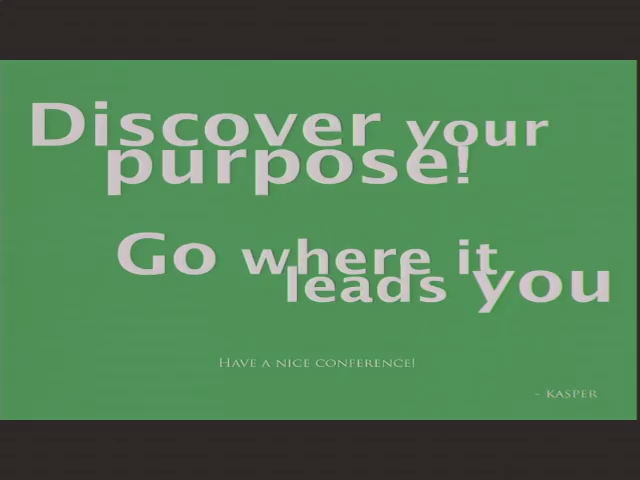 Discover your
purpose!
Go where it
leads you
HAVE A NICE CONFERENCE!
- KASPER